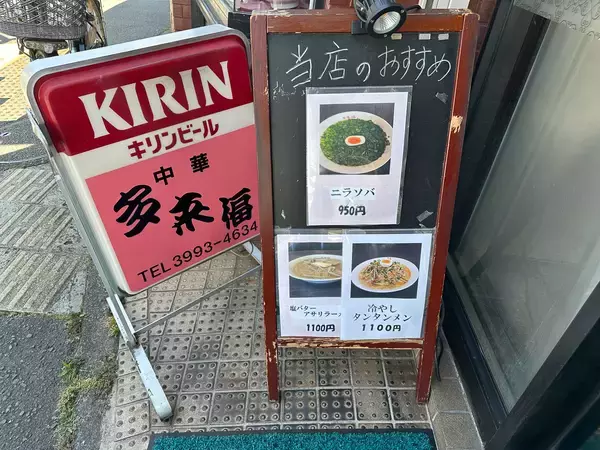 KIRIN
キリンビール
中華
多来福
TEL 3993-4634
当店のおすすめ
ニラソバ
950円
塩バター
アサリラーメン
1100円
冷やし
タンタンメン
1100円